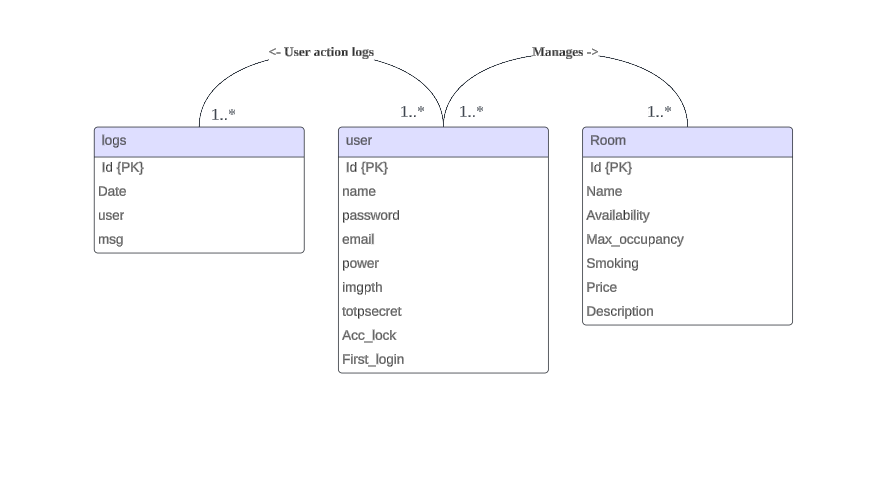 <- User action logs
Manages ->
1..*
1..*
1..*
1..*
logs
Id {PK}
Date
user
msg
user
Id {PK}
name
password
email
power
imgpth
totpsecret
Acc_lock
First_login
Room
Id {PK}
Name
Availability
Max_occupancy
Smoking
Price
Description